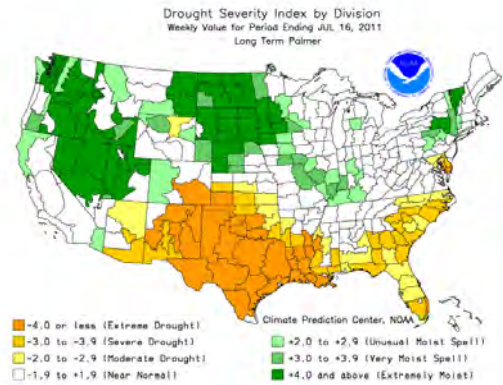 Drought Severity Index by Division
Weekly Value for Period Ending JUL 16, 2011
Long Term Palmer
NOAA
Climate Prediction Center, NOAA
-4.0 or less (Extreme Drought)
-3.0 to -3.9 (Severe Drought)
-2.0 to -2.9 (Moderate Drought)
-1.9 to +1.9 (Near Normal)
+2.0 to +2.9 (Unusual Moist Spell)
+3.0 to +3.9 (Very Moist Spell)
+4.0 and above (Extremely Moist)